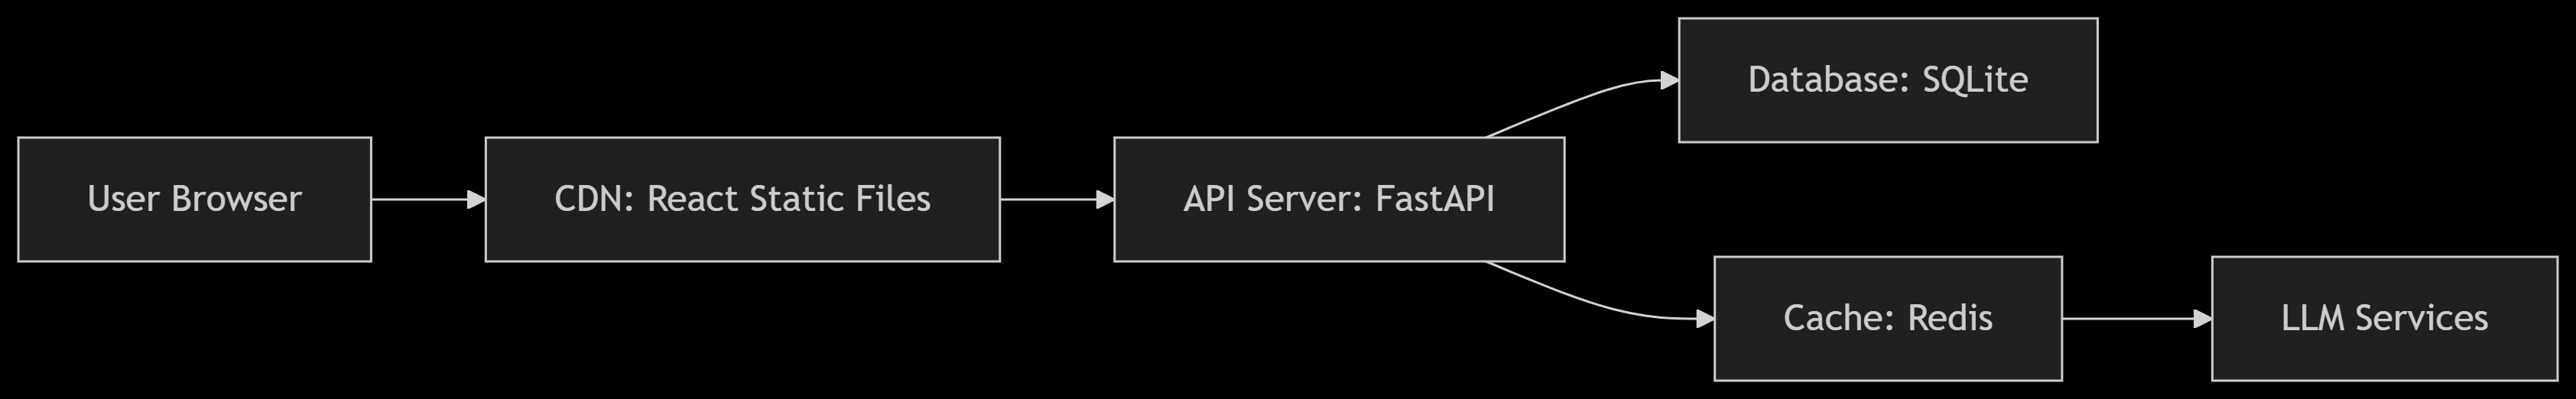 User Browser
CDN: React Static Files
API Server: FastAPI
Database: SQLite
Cache: Redis
LLM Services